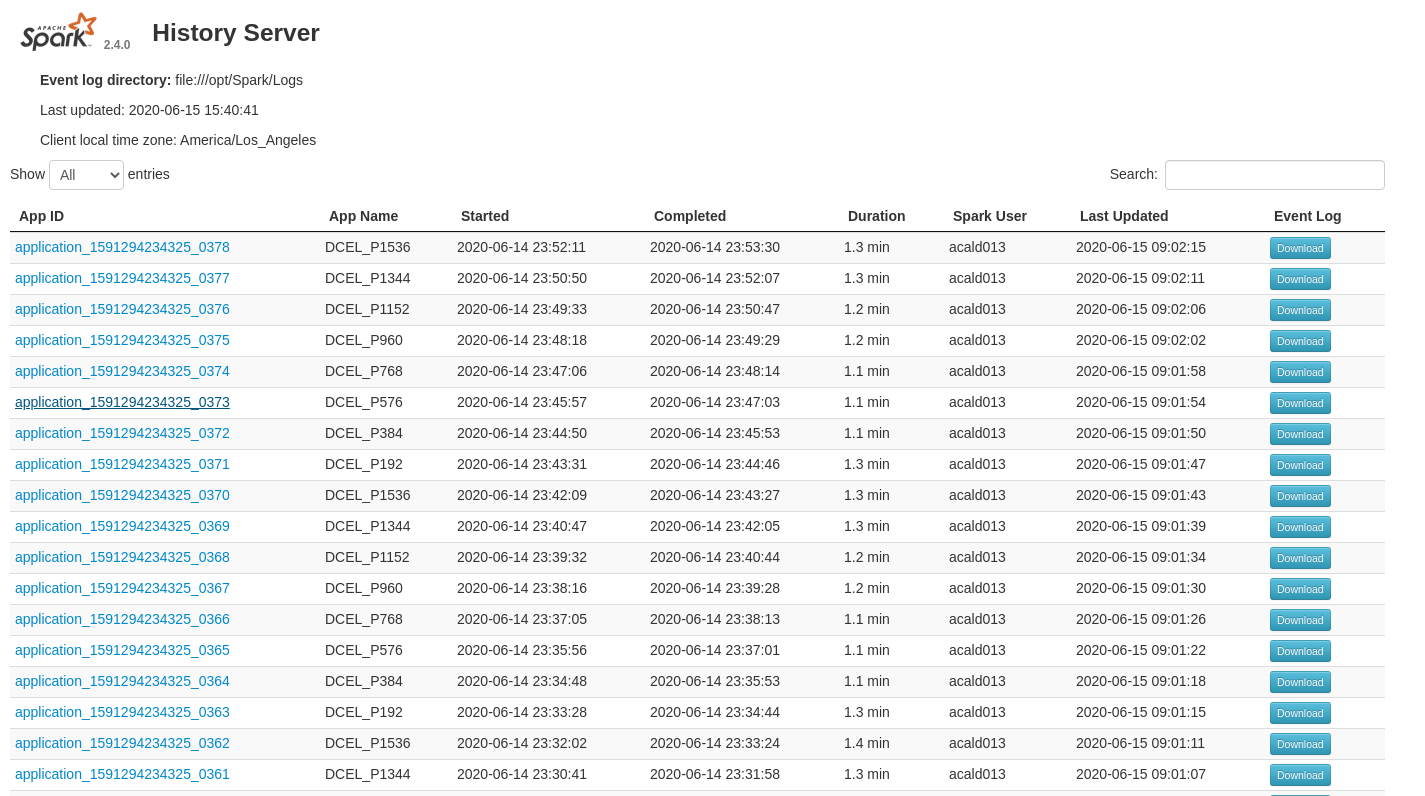 APACHE Spark 2.4.0 History Server
Event log directory: file:///opt/Spark/Logs
Last updated: 2020-06-15 15:40:41
Client local time zone: America/Los_Angeles
Show All entries Search:
App ID App Name Started Completed Duration Spark User Last Updated Event Log
application_1591294234325_0378 DCEL_P1536 2020-06-14 23:52:11 2020-06-14 23:53:30 1.3 min acald013 2020-06-15 09:02:15 Download
application_1591294234325_0377 DCEL_P1344 2020-06-14 23:50:50 2020-06-14 23:52:07 1.3 min acald013 2020-06-15 09:02:11 Download
application_1591294234325_0376 DCEL_P1152 2020-06-14 23:49:33 2020-06-14 23:50:47 1.2 min acald013 2020-06-15 09:02:06 Download
application_1591294234325_0375 DCEL_P960 2020-06-14 23:48:18 2020-06-14 23:49:29 1.2 min acald013 2020-06-15 09:02:02 Download
application_1591294234325_0374 DCEL_P768 2020-06-14 23:47:06 2020-06-14 23:48:14 1.1 min acald013 2020-06-15 09:01:58 Download
application_1591294234325_0373 DCEL_P576 2020-06-14 23:45:57 2020-06-14 23:47:03 1.1 min acald013 2020-06-15 09:01:54 Download
application_1591294234325_0372 DCEL_P384 2020-06-14 23:44:50 2020-06-14 23:45:53 1.1 min acald013 2020-06-15 09:01:50 Download
application_1591294234325_0371 DCEL_P192 2020-06-14 23:43:31 2020-06-14 23:44:46 1.3 min acald013 2020-06-15 09:01:47 Download
application_1591294234325_0370 DCEL_P1536 2020-06-14 23:42:09 2020-06-14 23:43:27 1.3 min acald013 2020-06-15 09:01:43 Download
application_1591294234325_0369 DCEL_P1344 2020-06-14 23:40:47 2020-06-14 23:42:05 1.3 min acald013 2020-06-15 09:01:39 Download
application_1591294234325_0368 DCEL_P1152 2020-06-14 23:39:32 2020-06-14 23:40:44 1.2 min acald013 2020-06-15 09:01:34 Download
application_1591294234325_0367 DCEL_P960 2020-06-14 23:38:16 2020-06-14 23:39:28 1.2 min acald013 2020-06-15 09:01:30 Download
application_1591294234325_0366 DCEL_P768 2020-06-14 23:37:05 2020-06-14 23:38:13 1.1 min acald013 2020-06-15 09:01:26 Download
application_1591294234325_0365 DCEL_P576 2020-06-14 23:35:56 2020-06-14 23:37:01 1.1 min acald013 2020-06-15 09:01:22 Download
application_1591294234325_0364 DCEL_P384 2020-06-14 23:34:48 2020-06-14 23:35:53 1.1 min acald013 2020-06-15 09:01:18 Download
application_1591294234325_0363 DCEL_P192 2020-06-14 23:33:28 2020-06-14 23:34:44 1.3 min acald013 2020-06-15 09:01:15 Download
application_1591294234325_0362 DCEL_P1536 2020-06-14 23:32:02 2020-06-14 23:33:24 1.4 min acald013 2020-06-15 09:01:11 Download
application_1591294234325_0361 DCEL_P1344 2020-06-14 23:30:41 2020-06-14 23:31:58 1.3 min acald013 2020-06-15 09:01:07 Download